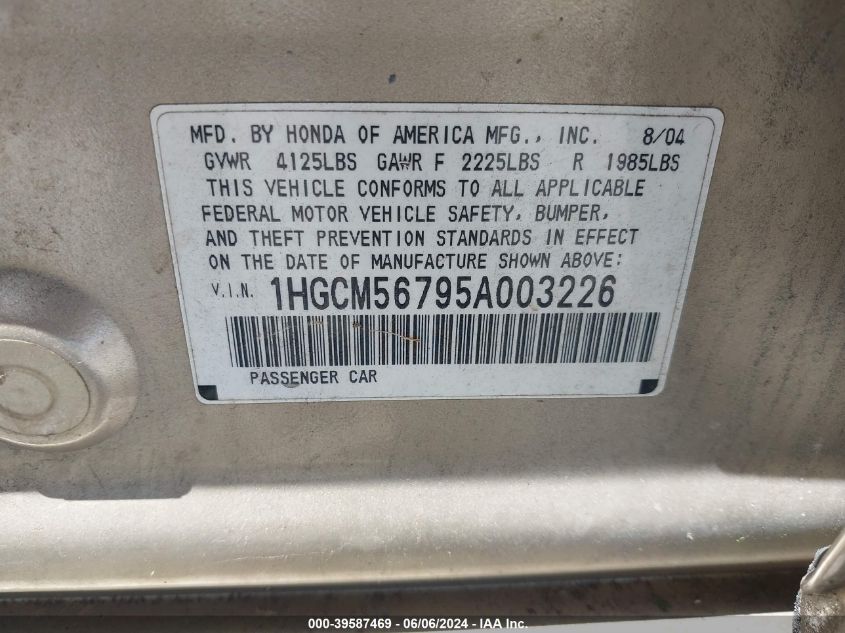 MFD. BY HONDA OF AMERICA MFG., INC. 8/04
GVWR 4125LBS GAWR F 2225LBS R 1985LBS
THIS VEHICLE CONFORMS TO ALL APPLICABLE
FEDERAL MOTOR VEHICLE SAFETY, BUMPER,
AND THEFT PREVENTION STANDARDS IN EFFECT
ON THE DATE OF MANUFACTURE SHOWN ABOVE:
V.I.N. 1HGCM56795A003226
PASSENGER CAR
000-39587469 - 06/06/2024 - IAA Inc.